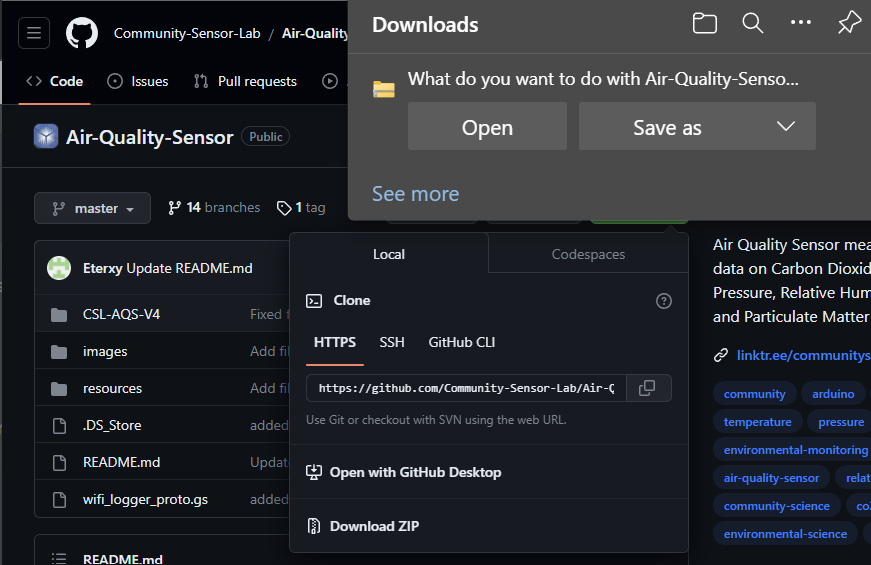 Community-Sensor-Lab / Air-Quality
Downloads
What do you want to do with Air-Quality-Senso...
Open
Save as
See more
Code
Issues
Pull requests
Air-Quality-Sensor Public
master
14 branches
1 tag
Eterxy Update README.md
CSL-AQS-V4 Fixed
images Add
resources Add
.DS_Store added
README.md
wifi_logger_proto.gs added
README.md
Local
Codespaces
Clone
HTTPS
SSH
GitHub CLI
https://github.com/Community-Sensor-Lab/Air-Q
Use Git or checkout with SVN using the web URL.
Open with GitHub Desktop
Download ZIP
Air Quality Sensor mea
data on Carbon Dioxid
Pressure, Relative Hum
and Particulate Matter
linktr.ee/communitys
community arduino
temperature pressure
environmental-monitoring
air-quality-sensor relat
community-science co
environmental-science